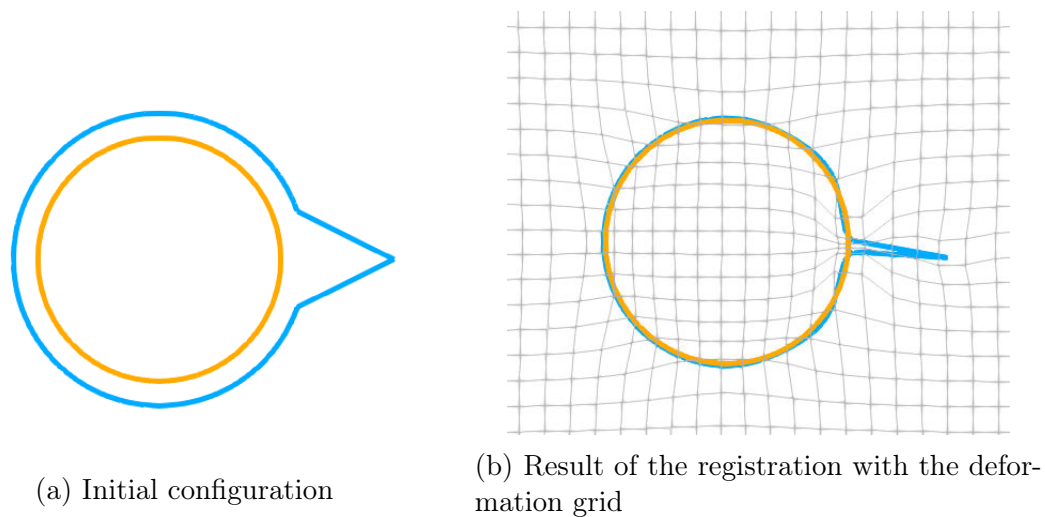 (a) Initial configuration
(b) Result of the registration with the defor-
mation grid